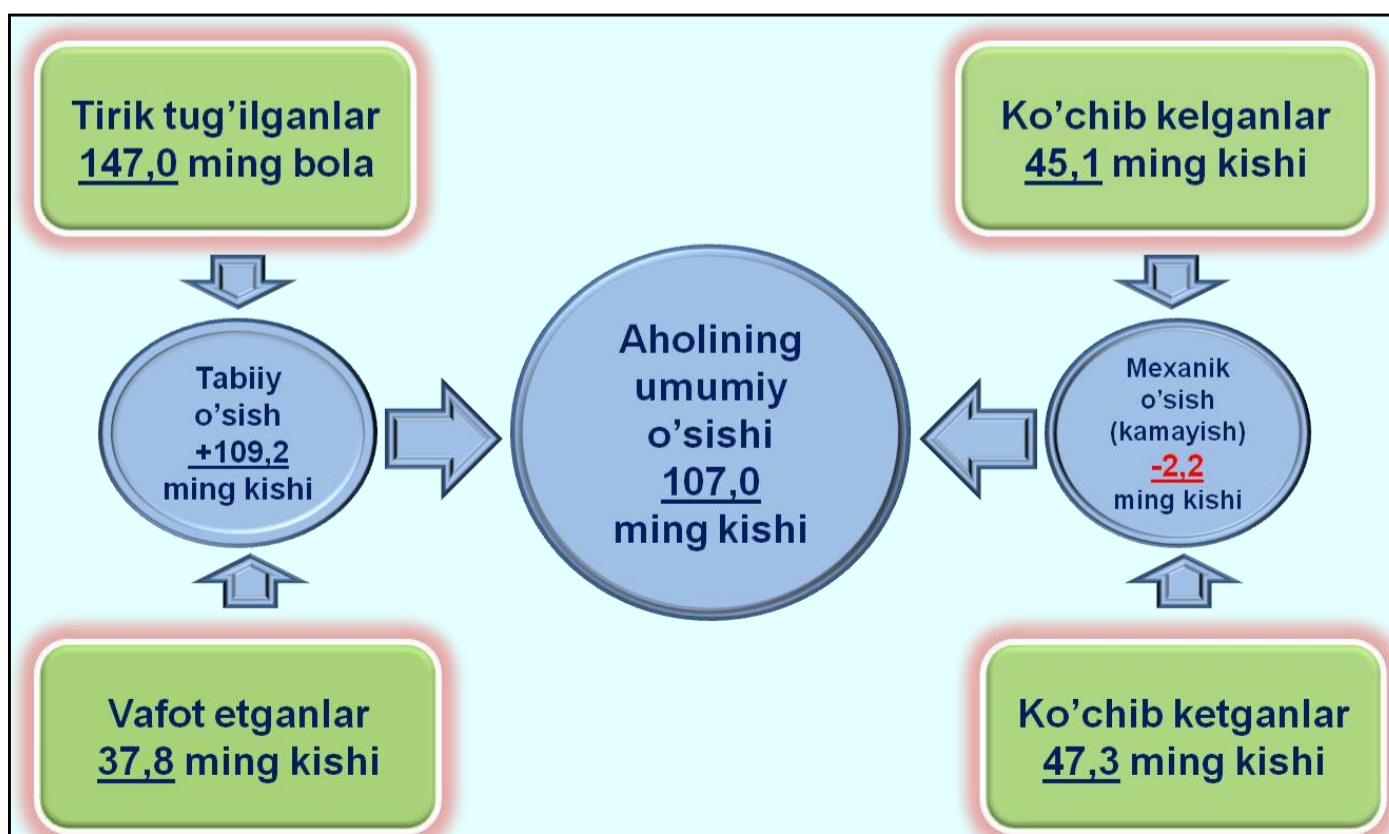 Tirik tug’ilganlar
147,0 ming bola
Ko’chib kelganlar
45,1 ming kishi
Tabiiy
o’sish
+109,2
ming kishi
Aholining
umumiy
o’sishi
107,0
ming kishi
Mexanik
o’sish
(kamayish)
-2,2
ming kishi
Vafot etganlar
37,8 ming kishi
Ko’chib ketganlar
47,3 ming kishi